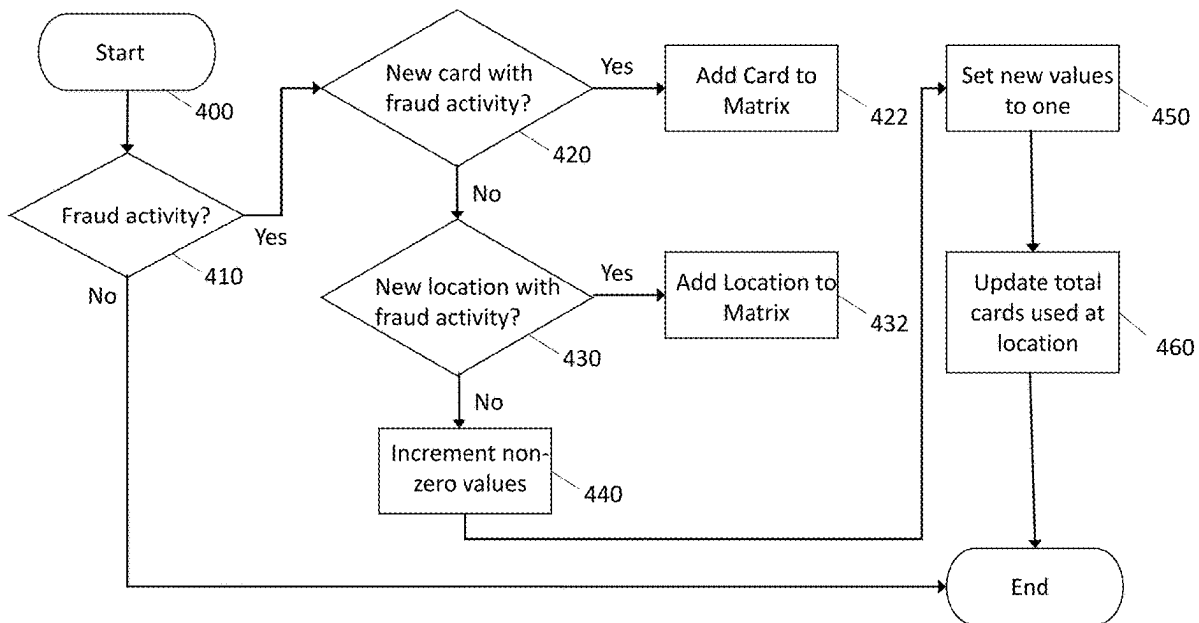 Start
400
Fraud activity?
410
Yes
No
New card with
fraud activity?
420
Yes
No
Add Card to
Matrix
422
New location with
fraud activity?
430
Yes
No
Add Location to
Matrix
432
Increment non-
zero values
440
Set new values
to one
450
Update total
cards used at
location
460
End